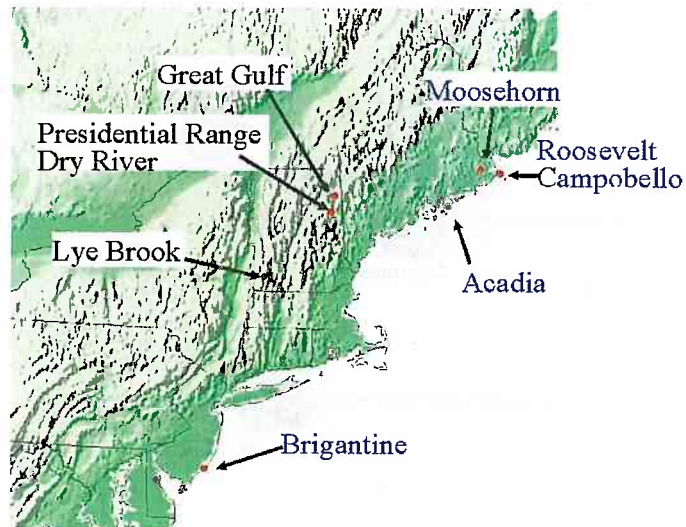 Great Gulf
Moosehorn
Presidential Range
Dry River
Roosevelt
Campobello
Lye Brook
Acadia
Brigantine